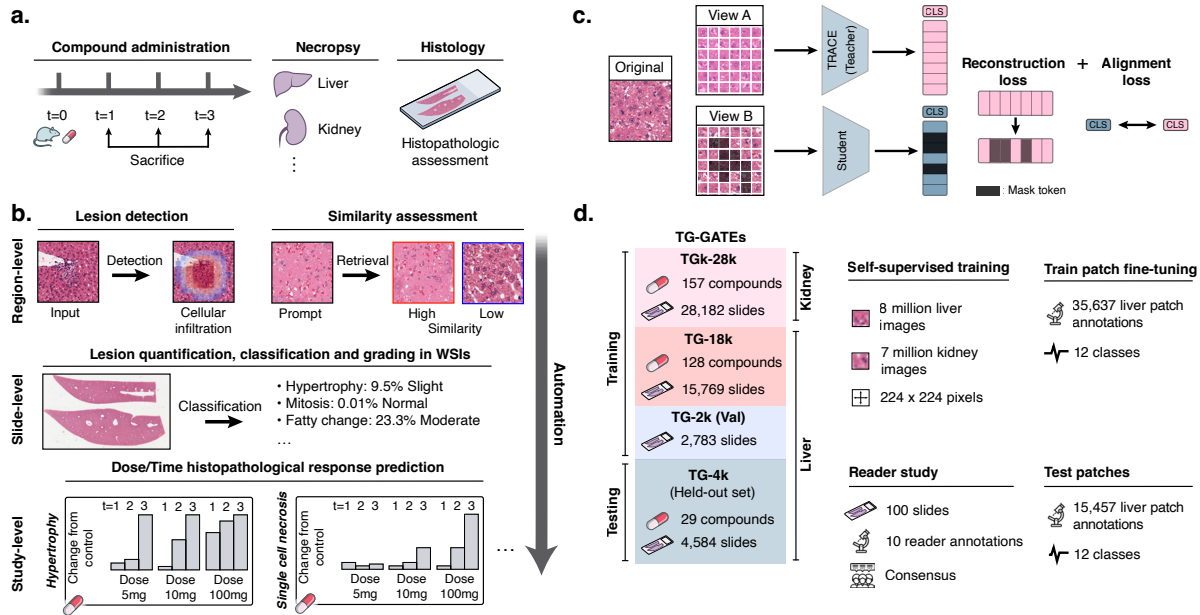 a.
Compound administration
t=0
t=1
t=2
t=3
Sacrifice
Necropsy
Liver
Kidney
⋮
Histology
Histopathologic
assessment
b.
Region-level
Lesion detection
Detection
Input
Cellular
infiltration
Similarity assessment
Retrieval
Prompt
High
Low
Similarity
Slide-level
Lesion quantification, classification and grading in WSIs
Classification
• Hypertrophy: 9.5% Slight
• Mitosis: 0.01% Normal
• Fatty change: 23.3% Moderate
...
Study-level
Dose/Time histopathological response prediction
Hypertrophy
Change from
control
t=1 2 3
1 2 3
1 2 3
Dose
5mg
Dose
10mg
Dose
100mg
Single cell necrosis
Change from
control
t=1 2 3
1 2 3
1 2 3
Dose
5mg
Dose
10mg
Dose
100mg
...
Automation
c.
Original
View A
TRACE
(Teacher)
CLS
View B
Student
CLS
Reconstruction
loss
+
Alignment
loss
CLS
CLS
: Mask token
d.
TG-GATEs
Training
Testing
TGk-28k
157 compounds
28,182 slides
Kidney
TG-18k
128 compounds
15,769 slides
TG-2k (Val)
2,783 slides
TG-4k
(Held-out set)
29 compounds
4,584 slides
Liver
Self-supervised training
8 million liver
images
7 million kidney
images
224 x 224 pixels
Train patch fine-tuning
35,637 liver patch
annotations
12 classes
Reader study
100 slides
10 reader annotations
Consensus
Test patches
15,457 liver patch
annotations
12 classes